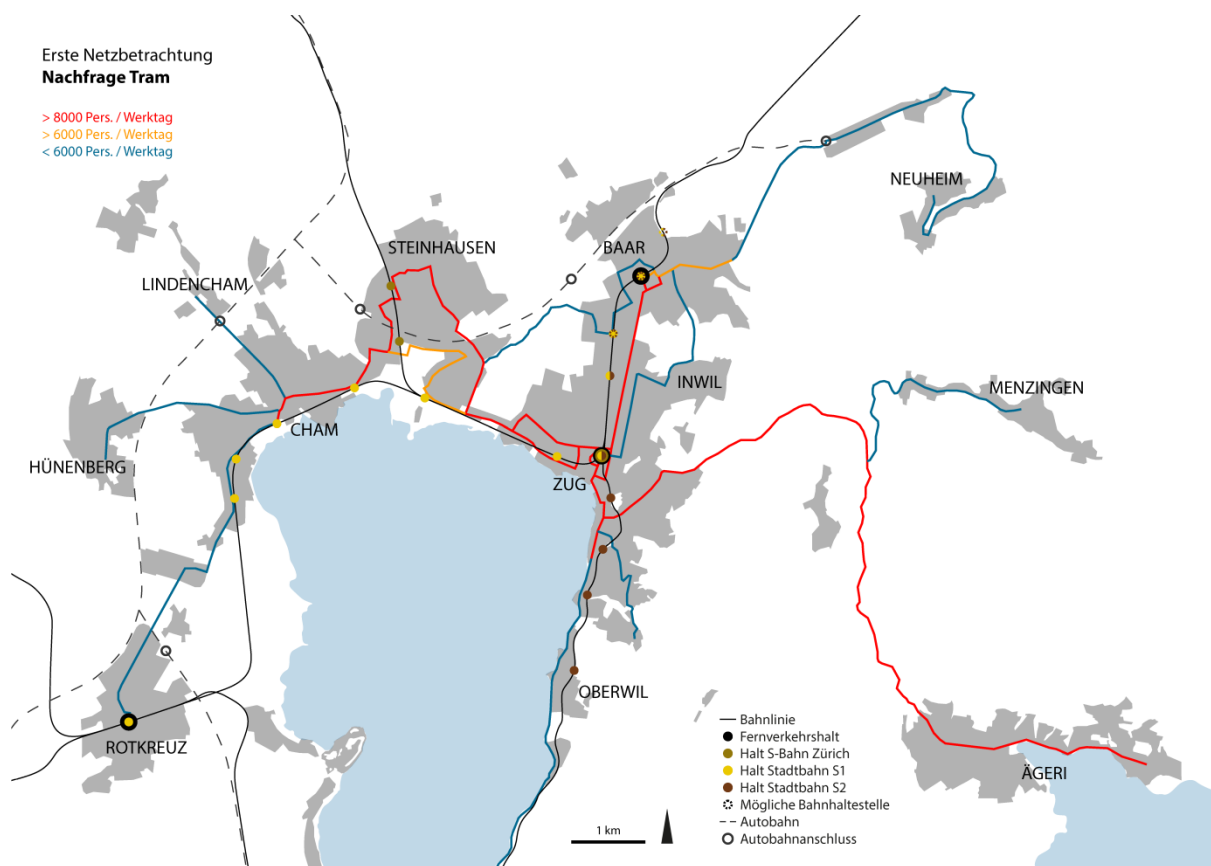 Erste Netzbetrachtung
Nachfrage Tram
> 8000 Pers. / Werktag
> 6000 Pers. / Werktag
< 6000 Pers. / Werktag
NEUHEIM
STEINHAUSEN
BAAR
LINDENCHAM
INWIL
MENZINGEN
CHAM
HÜNENBERG
ZUG
OBERWIL
ROTKREUZ
ÄGERI
Bahnlinie
Fernverkehrshalt
Halt S-Bahn Zürich
Halt Stadtbahn S1
Halt Stadtbahn S2
Mögliche Bahnhaltestelle
Autobahn
Autobahnanschluss
1 km